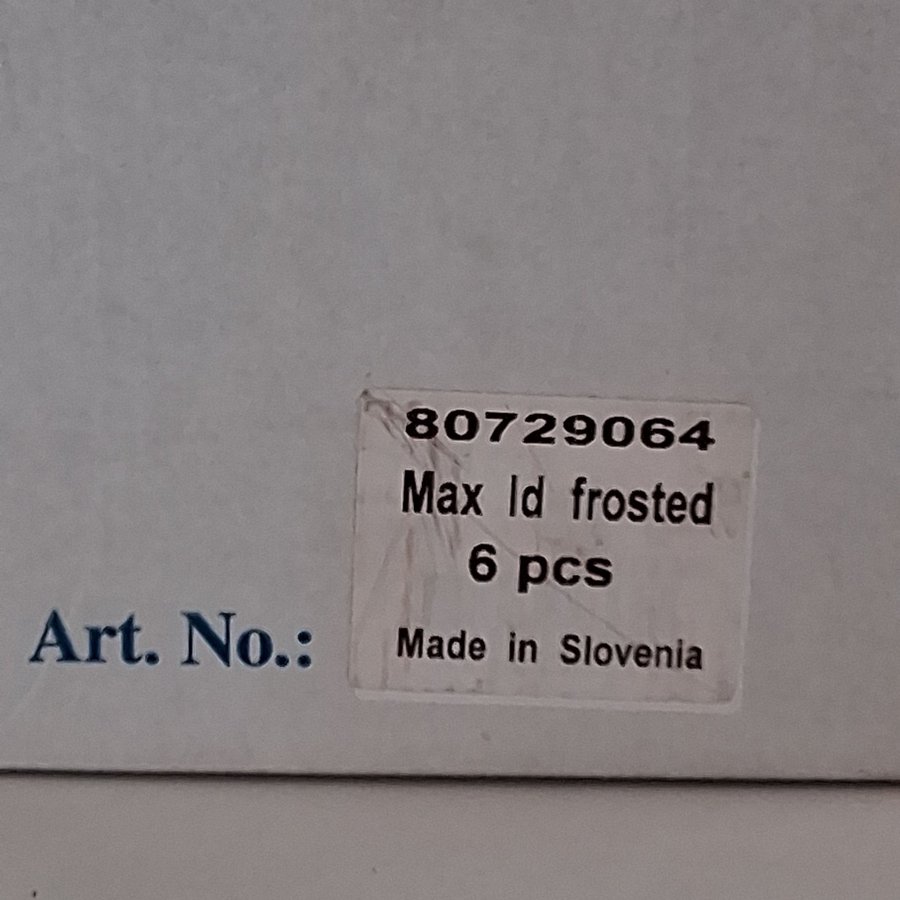 80729064
Max ld frosted
6 pcs
Art. No.: Made in Slovenia